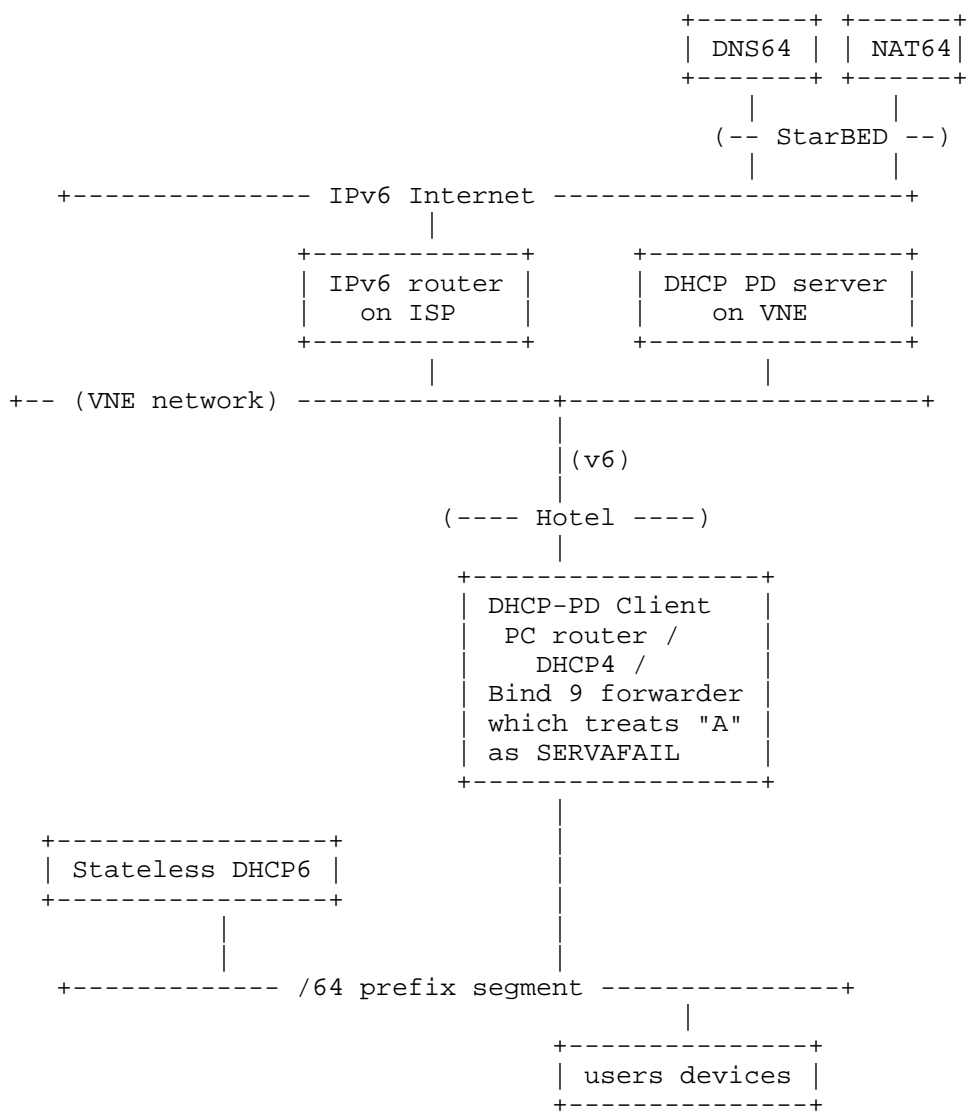 DNS64 NAT64
(-- StarBED --)
IPv6 Internet
IPv6 router DHCP PD server
on ISP on VNE
(VNE network)
(v6)
(---- Hotel ----)
DHCP-PD Client
PC router /
DHCP4 /
Bind 9 forwarder
which treats "A"
as SERVAFAIL
Stateless DHCP6
/64 prefix segment
users devices